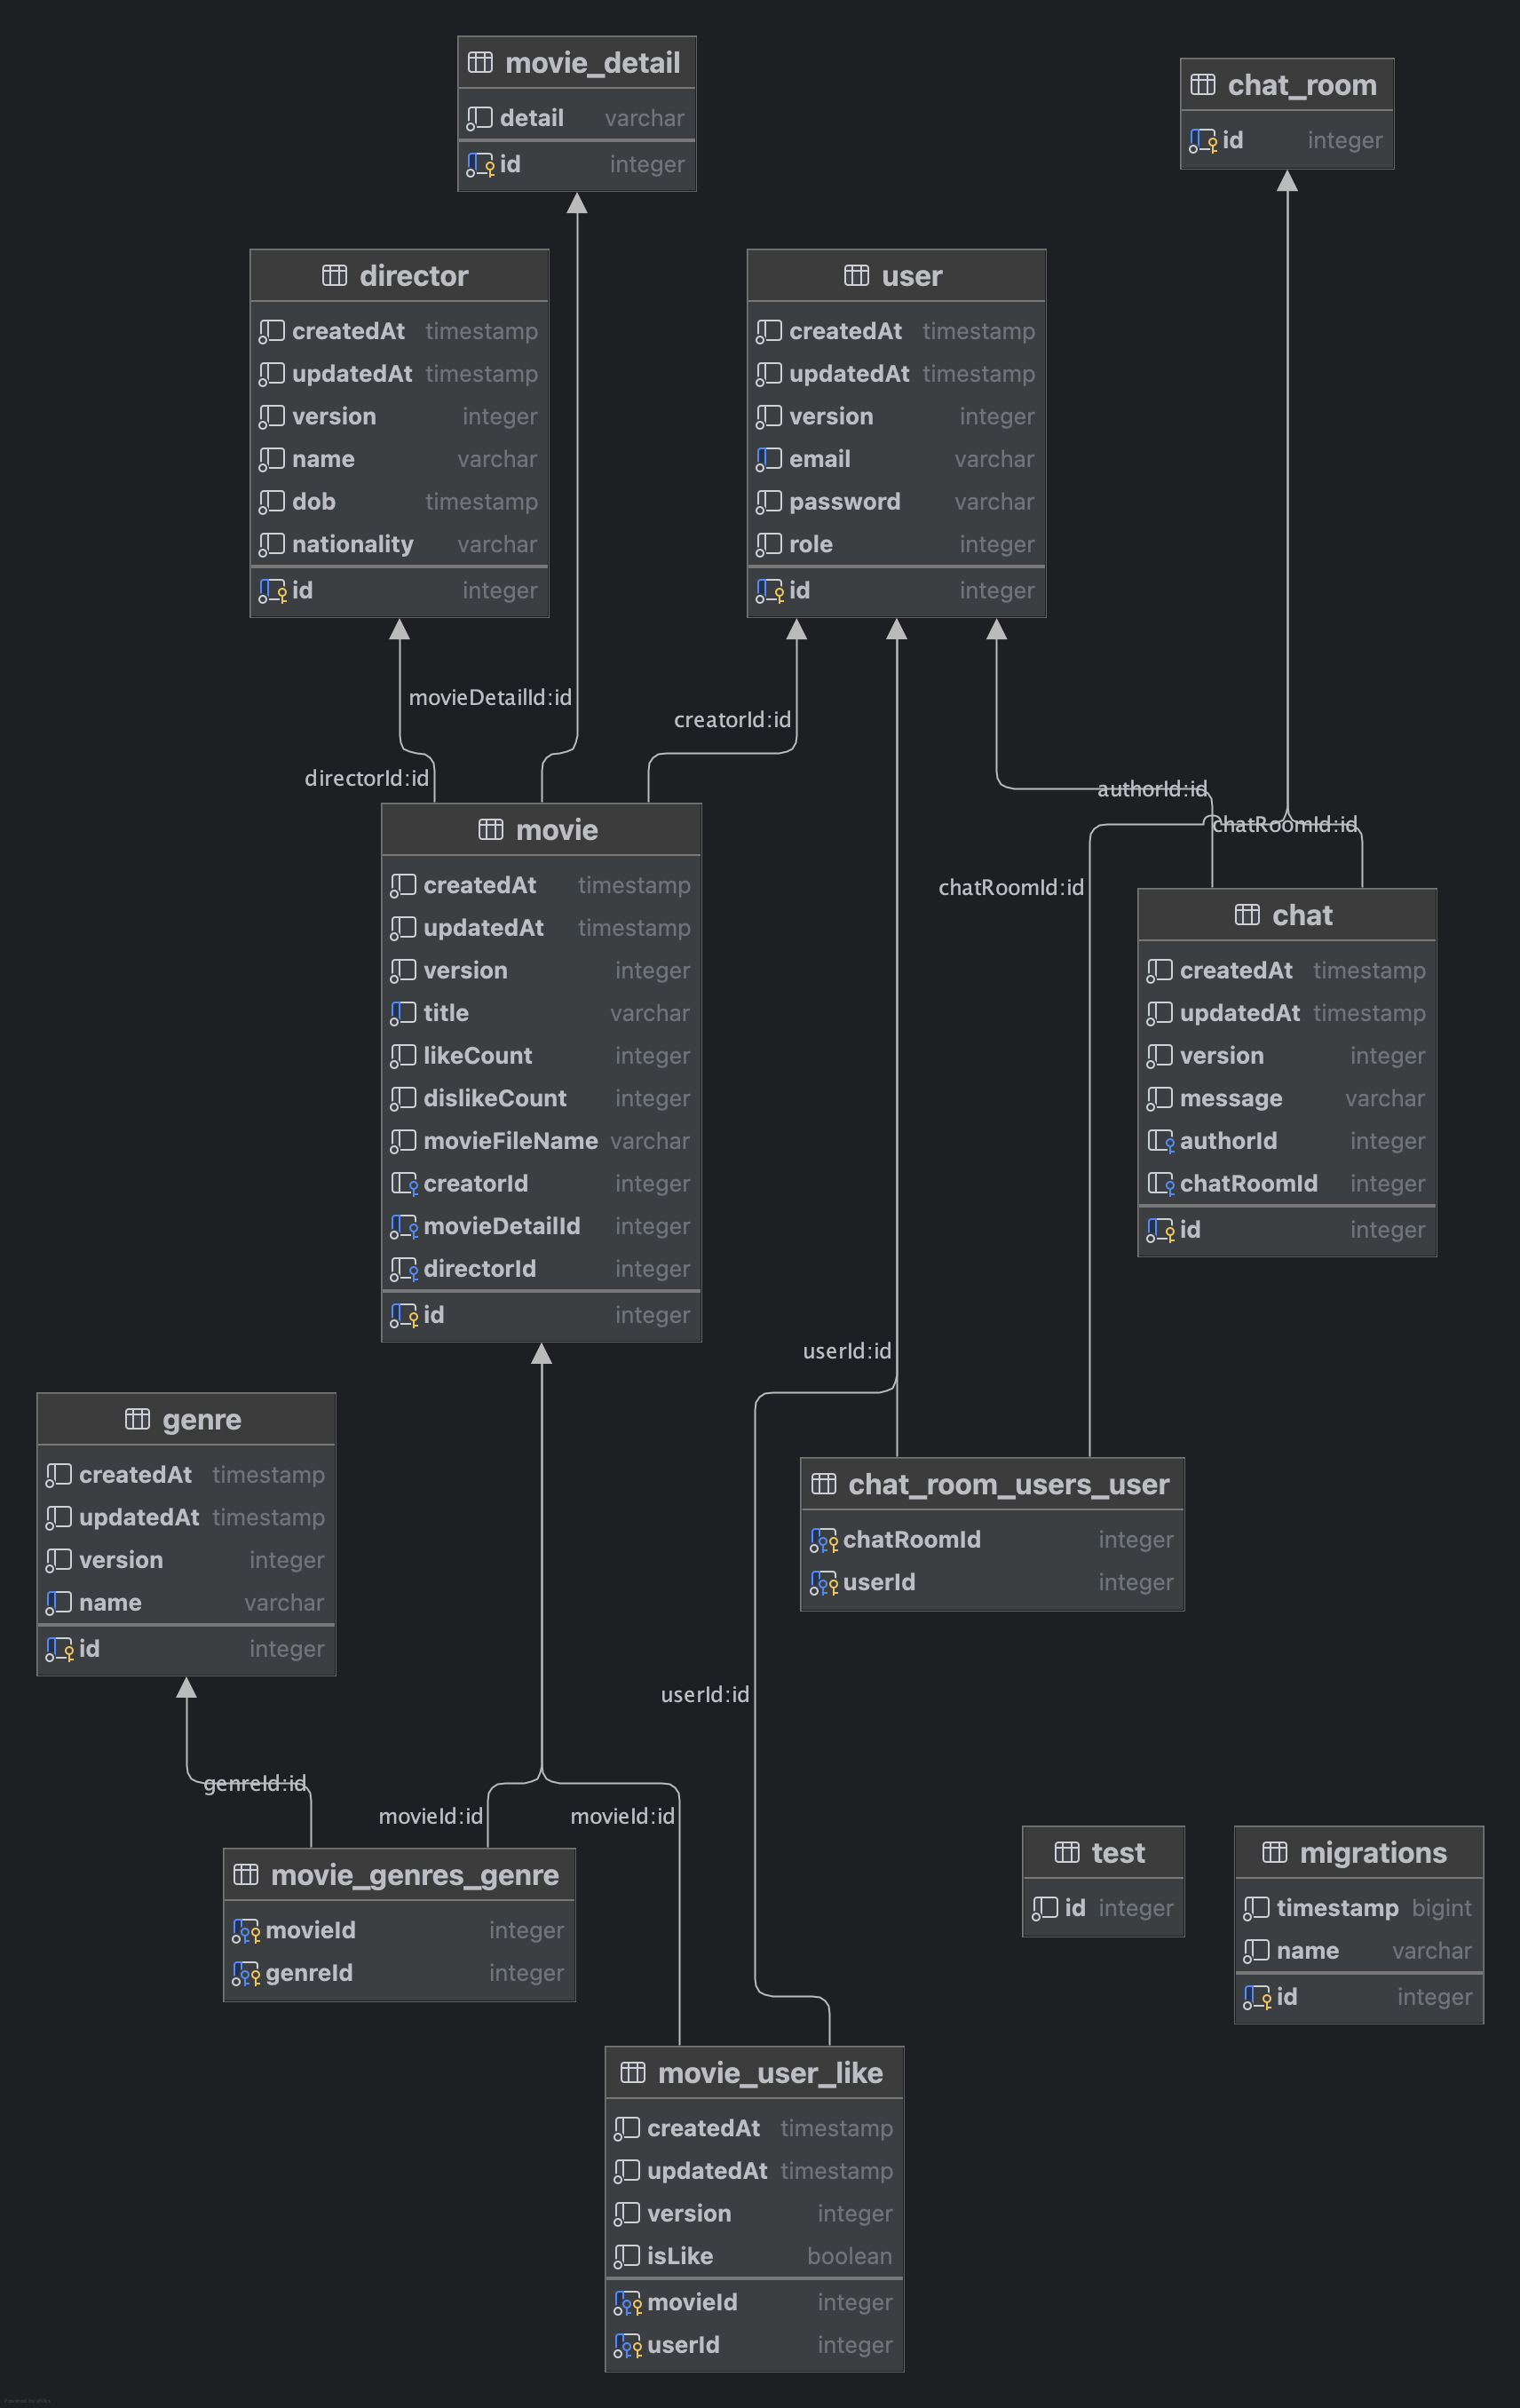 movie_detail
detail varchar
id integer
chat_room
id integer
director
createdAt timestamp
updatedAt timestamp
version integer
name varchar
dob timestamp
nationality varchar
id integer
user
createdAt timestamp
updatedAt timestamp
version integer
email varchar
password varchar
role integer
id integer
movieDetailId:id
creatorId:id
directorId:id
authorId:id
chatRoomId:id
chatRoomId:id
movie
createdAt timestamp
updatedAt timestamp
version integer
title varchar
likeCount integer
dislikeCount integer
movieFileName varchar
creatorId integer
movieDetailId integer
directorId integer
id integer
chat
createdAt timestamp
updatedAt timestamp
version integer
message varchar
authorId integer
chatRoomId integer
id integer
userId:id
genre
createdAt timestamp
updatedAt timestamp
version integer
name varchar
id integer
chat_room_users_user
chatRoomId integer
userId integer
userId:id
genreId:id
movieId:id
movieId:id
movie_genres_genre
movieId integer
genreId integer
test
id integer
migrations
timestamp bigint
name varchar
id integer
movie_user_like
createdAt timestamp
updatedAt timestamp
version integer
isLike boolean
movieId integer
userId integer